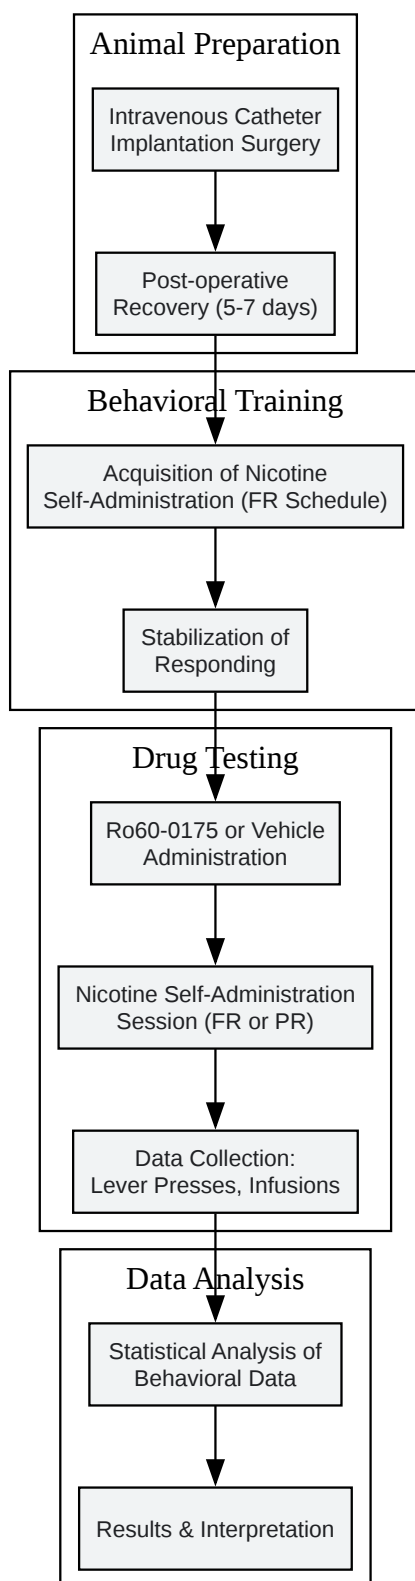 Animal Preparation
Intravenous Catheter
Implantation Surgery
Post-operative
Recovery (5-7 days)
Behavioral Training
Acquisition of Nicotine
Self-Administration (FR Schedule)
Stabilization of
Responding
Drug Testing
Ro60-0175 or Vehicle
Administration
Nicotine Self-Administration
Session (FR or PR)
Data Collection:
Lever Presses, Infusions
Data Analysis
Statistical Analysis of
Behavioral Data
Results & Interpretation